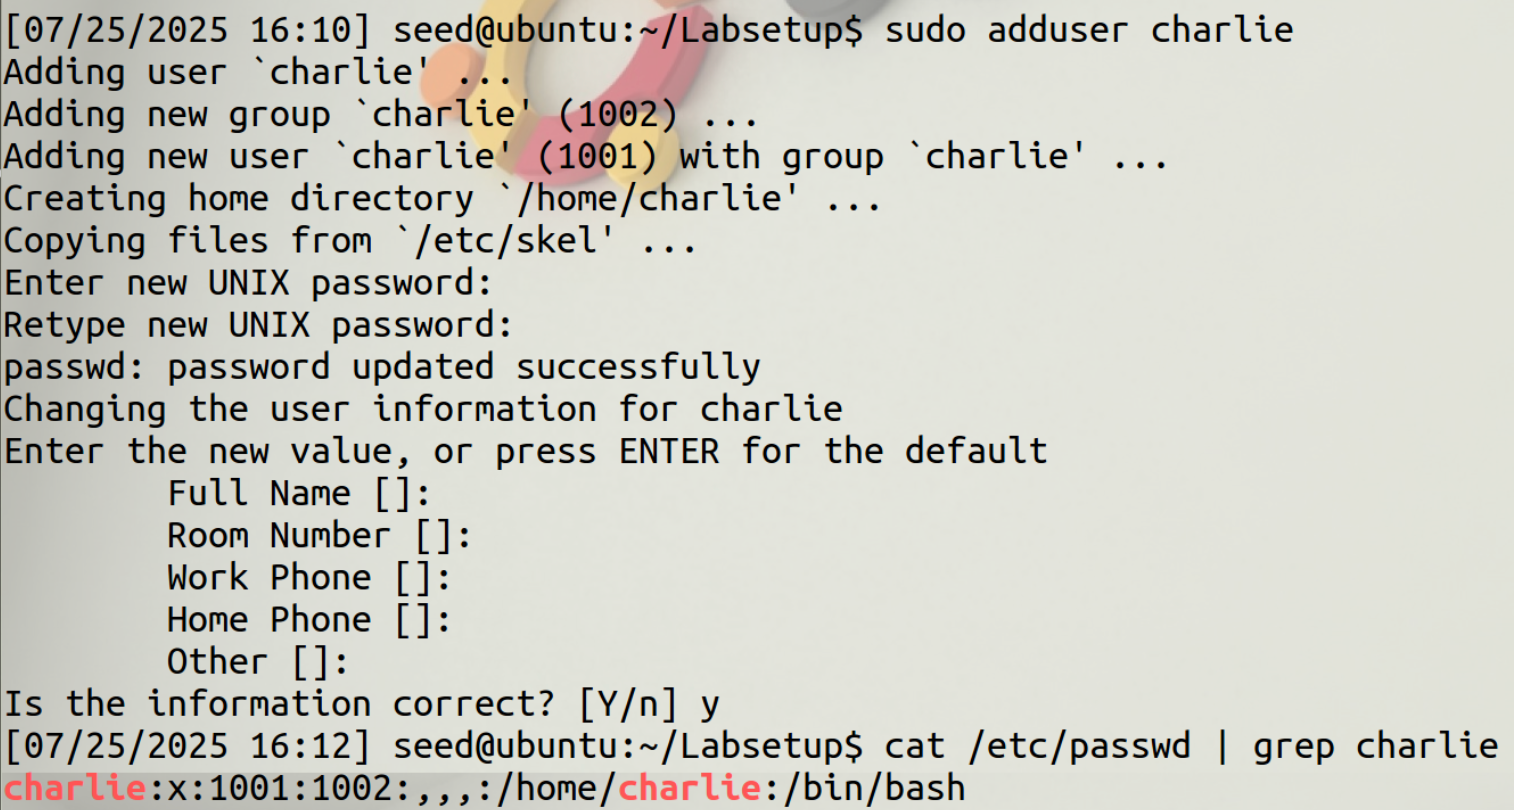 [07/25/2025 16:10] seed@ubuntu:~/Labsetup$ sudo adduser charlie
Adding user `charlie' ...
Adding new group `charlie' (1002) ...
Adding new user `charlie' (1001) with group `charlie' ...
Creating home directory `/home/charlie' ...
Copying files from `/etc/skel' ...
Enter new UNIX password:
Retype new UNIX password:
passwd: password updated successfully
Changing the user information for charlie
Enter the new value, or press ENTER for the default
        Full Name []:
        Room Number []:
        Work Phone []:
        Home Phone []:
        Other []:
Is the information correct? [Y/n] y
[07/25/2025 16:12] seed@ubuntu:~/Labsetup$ cat /etc/passwd | grep charlie
charlie:x:1001:1002:,,,:/home/charlie:/bin/bash